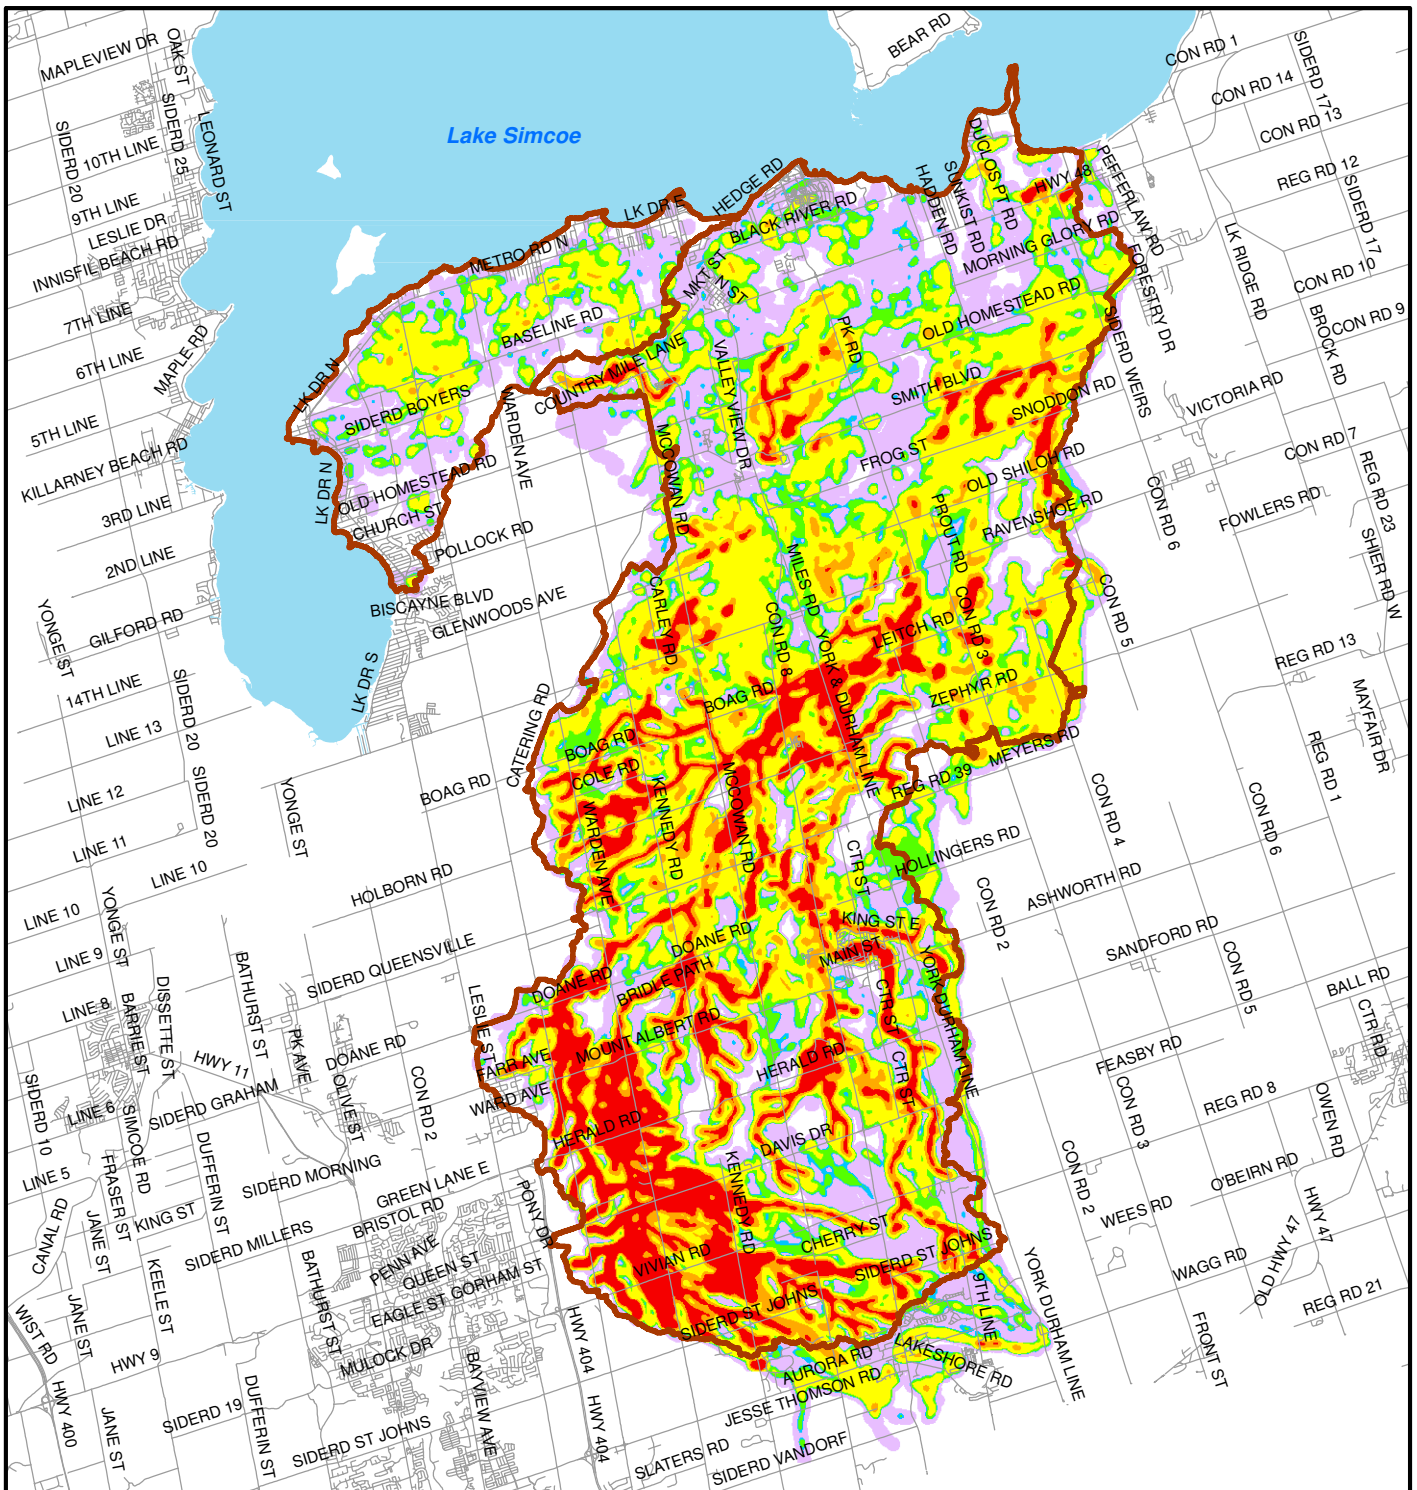 BEAR RD
MAPLEVIEW DR
OAK ST
CON RD 1
SIDERD 17
CON RD 14
CON RD 13
SIDERD 25
LEONARD ST
SIDERD 20
10TH LINE
Lake Simcoe
9TH LINE
LESLIE DR
INNISFIL BEACH RD
7TH LINE
6TH LINE
MAPLE RD
5TH LINE
KILLARNEY BEACH RD
3RD LINE
2ND LINE
GILFORD RD
YONGE ST
14TH LINE
SIDERD 20
LINE 13
LINE 12
SIDERD 20
LINE 11
LINE 10
LINE 10
YONGE ST
HEDGE RD
LK DR E
METRO RD N
BLACK RIVER RD
MKT ST
N ST
HADDEN RD
SUNKIST RD
DUCLOS PT RD
HWY 48
PEFFERLAW RD
MORNING GLORY RD
FORESTRY DR
REG RD 12
SIDERD 17
LK RIDGE RD
CON RD 10
BROCK RD
CON RD 9
OLD HOMESTEAD RD
SIDERD WEIRS
BASELINE RD
COUNTRY MILE LANE
VALLEY VIEW DR
PK RD
SMITH BLVD
SNODDON RD
VICTORIA RD
LK DR N
SIDERD BOYERS
WARDEN AVE
MCCOWAN RD
FROG ST
OLD SHILOH RD
CON RD 7
REG RD 23
LK DR N
OLD HOMESTEAD RD
CHURCH ST
POLLOCK RD
PROUT RD
RAVENSHOE RD
CON RD 6
FOWLERS RD
SHIER RD W
BISCAYNE BLVD
GLENWOODS AVE
CARLEY RD
MILES RD
CON RD 8
LEITCH RD
CON RD 3
CON RD 5
REG RD 13
LK DR S
YORK & DURHAM LINE
ZEPHYR RD
MAYFAIR DR
BOAG RD
CATERING RD
BOAG RD
COLE RD
BOAG RD
MEYERS RD
REG RD 39
REG RD 1
WARDEN AVE
KENNEDY RD
MCCOWAN RD
CTR ST
HOLLINGERS RD
CON RD 4
CON RD 6
YONGE ST
HOLBORN RD
CON RD 2
ASHWORTH RD
LINE 9
BATHURST ST
SIDERD QUEENSVILLE
DOANE RD
KING ST E
MAIN ST
SANDFORD RD
CON RD 5
BALL RD
LINE 8
BARRIE ST
DISSETTE ST
LESLIE ST
DOANE RD
BRIDLE PATH
CTR ST
YORK DURHAM LINE
CTR RD
HWY 11
PK AVE
DOANE RD
FARR AVE
MOUNT ALBERT RD
HERALD RD
CTR ST
FEASBY RD
SIDERD 10
LINE 6
SIMCOE RD
SIDERD GRAHAM
OLIVE ST
CON RD 2
WARD AVE
HERALD RD
DAVIS DR
CON RD 3
REG RD 8
OWEN RD
LINE 5
FRASER ST
DUFFERIN ST
SIDERD MORNING
GREEN LANE E
PONY DR
KENNEDY RD
CON RD 2
O'BEIRN RD
CANAL RD
JANE ST
KING ST
SIDERD MILLERS
BRISTOL RD
CHERRY ST
WEES RD
HWY 47
KEELE ST
BATHURST ST
PENN AVE
QUEEN ST
VIVIAN RD
SIDERD ST JOHNS
WAGG RD
OLD HWY 47
REG RD 21
WIST RD
JANE ST
EAGLE ST GORHAM ST
HWY 404
SIDERD ST JOHNS
9TH LINE
YORK DURHAM LINE
HWY 9
MULOCK DR
BAYVIEW AVE
AURORA RD
LAKESHORE RD
FRONT ST
HWY 400
JANE ST
SIDERD 19
DUFFERIN ST
SIDERD ST JOHNS
HWY 404
JESSE THOMSON RD
SLATERS RD
SIDERD VANDORF